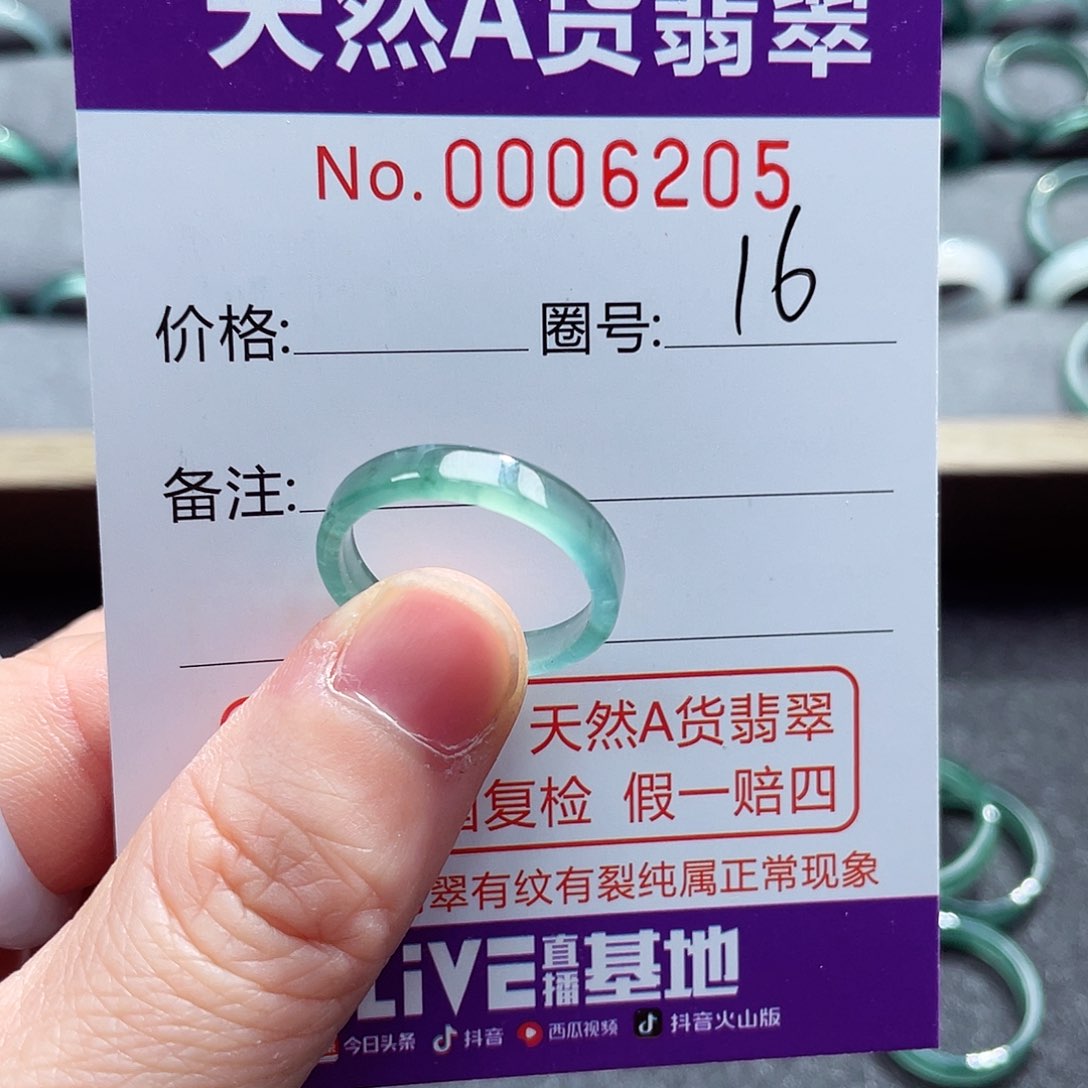 天然A货翡翠
No.0006205
价格: 圈号: 16
备注:
天然A货翡翠
复检 假一赔四
翠有纹有裂纯属正常现象
LiVE直播基地
今日头条 抖音 西瓜视频 抖音火山版